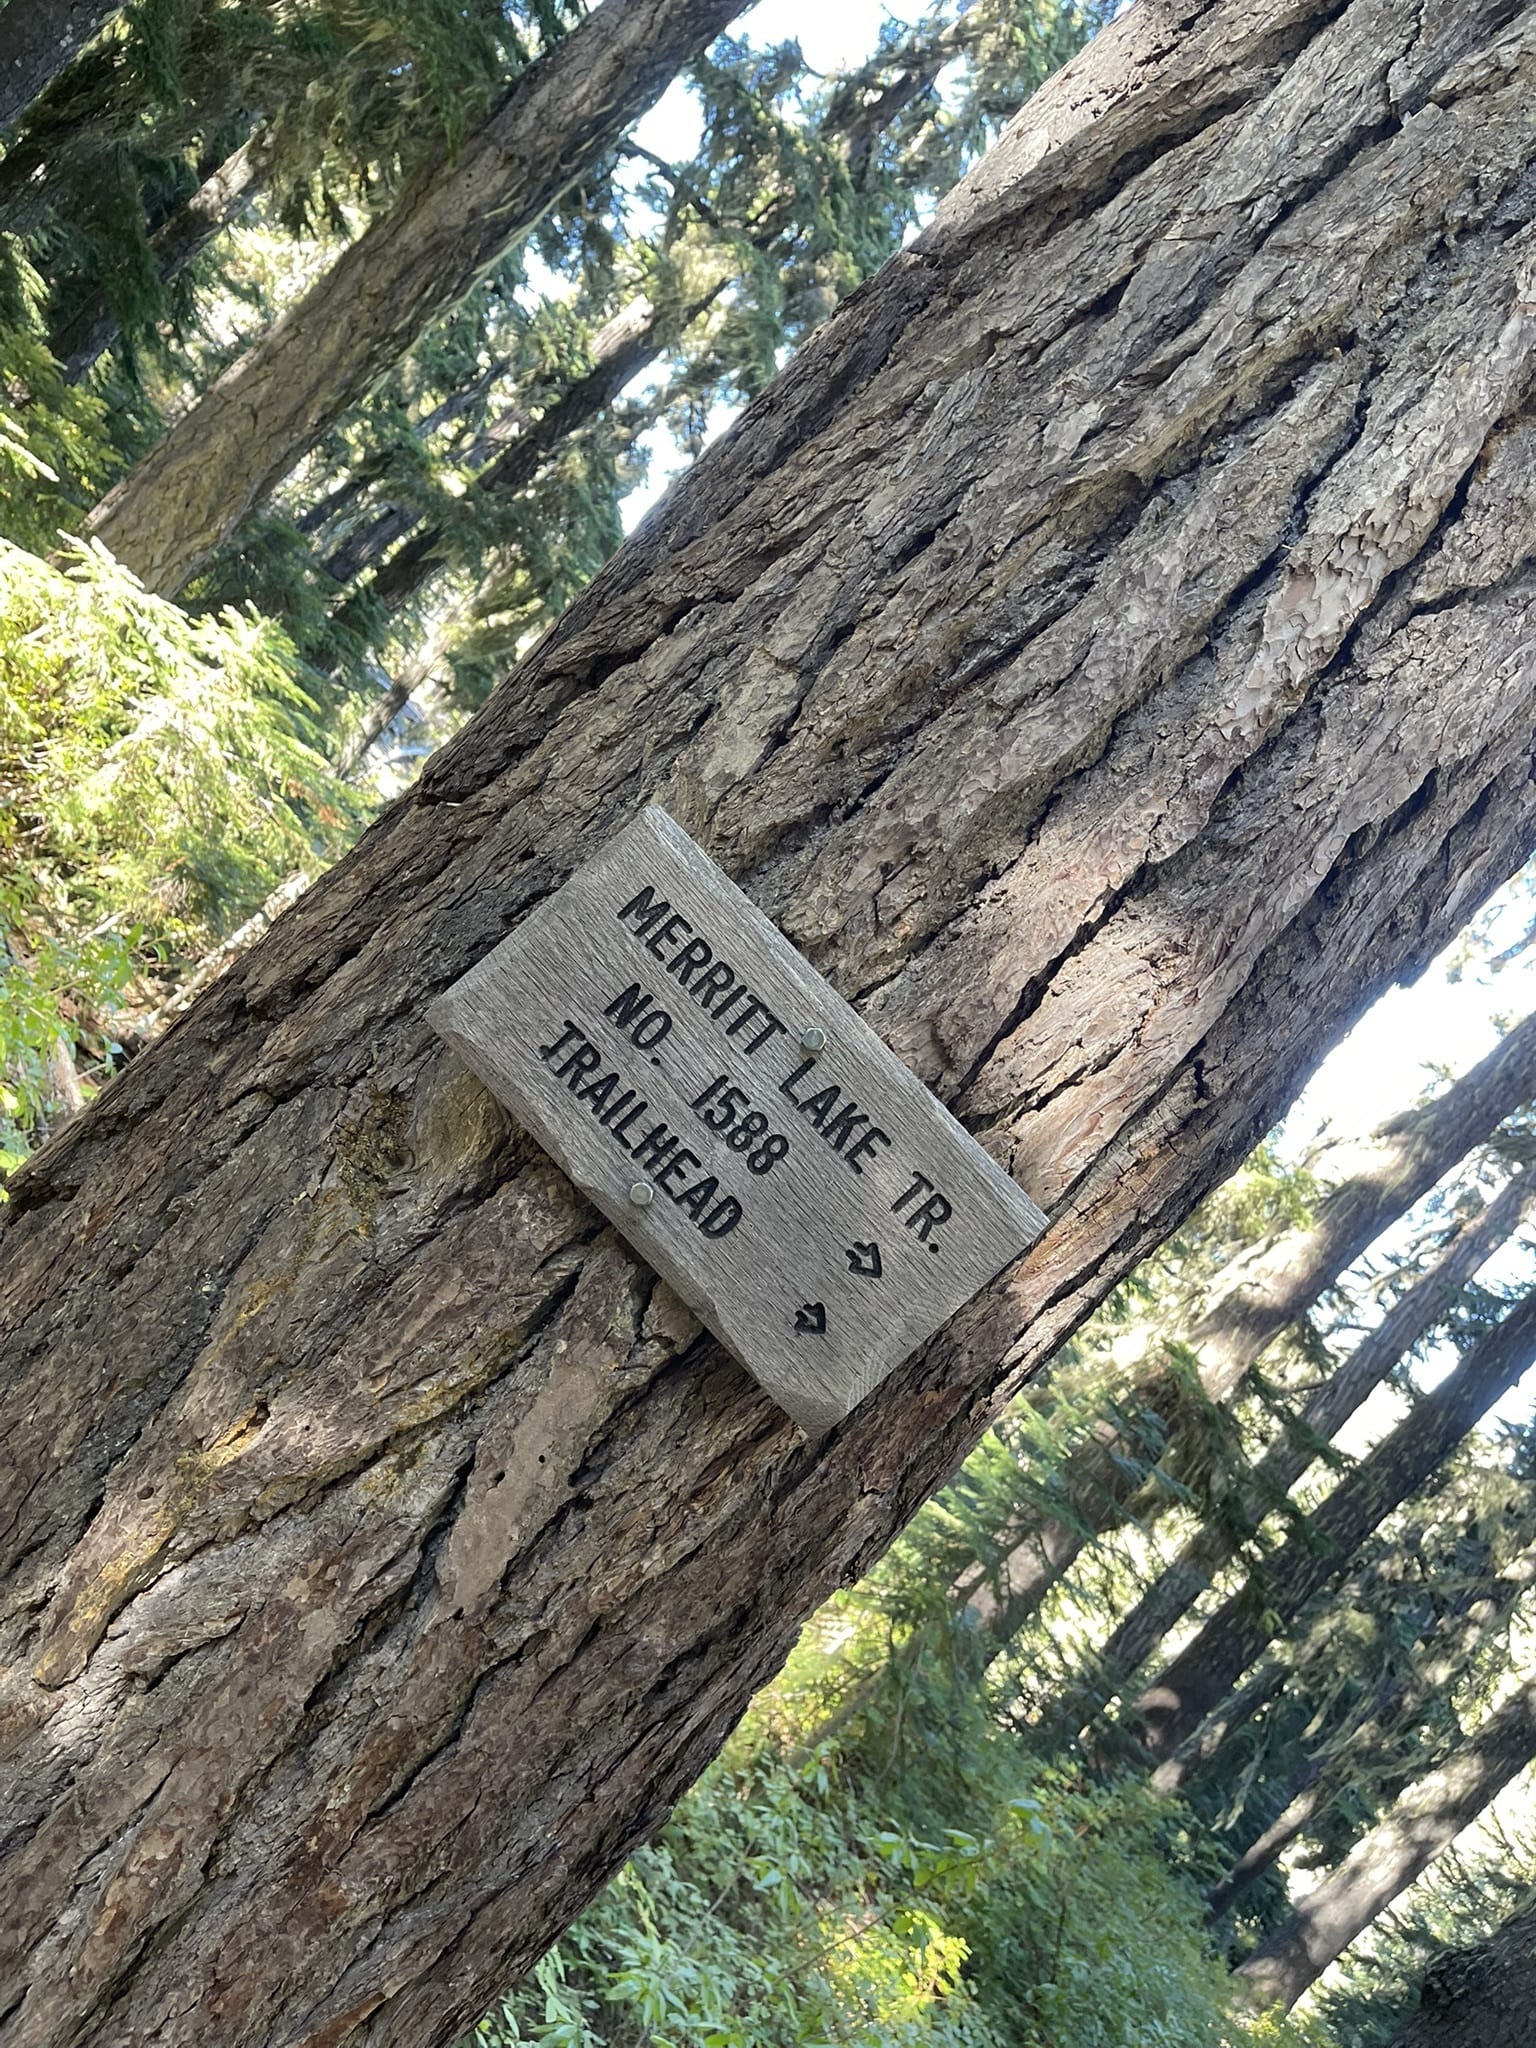 MERRITT LAKE TR.
NO. 1588 →
TRAILHEAD →